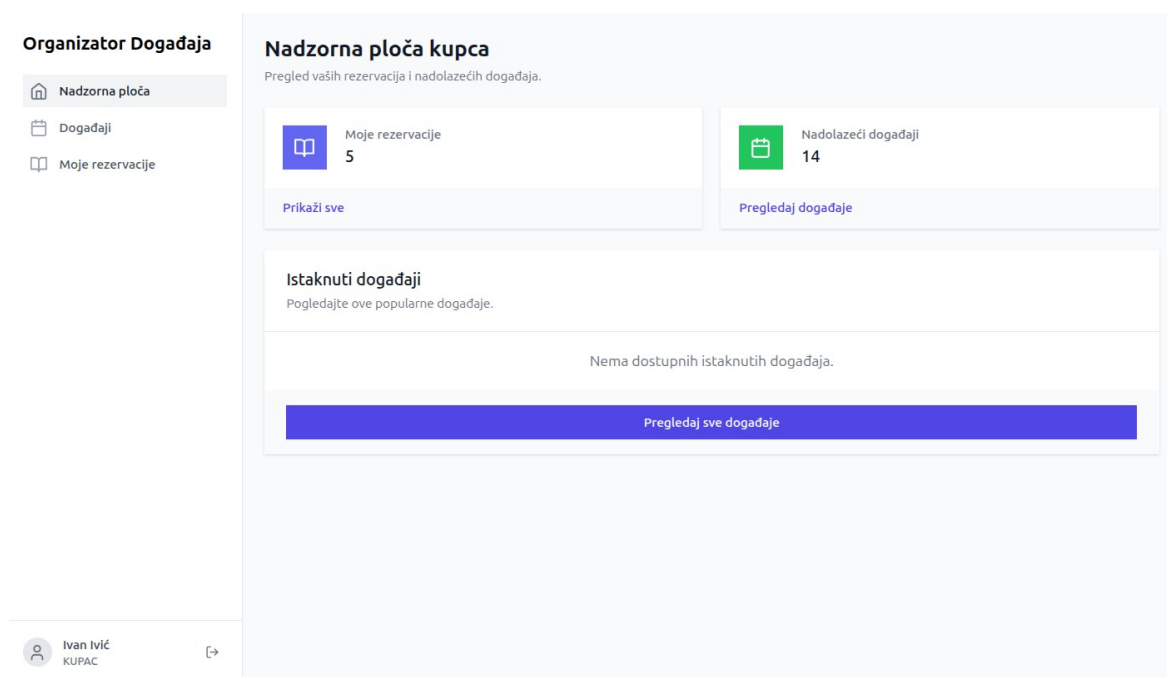 Organizator Događaja
Nadzorna ploča
Događaji
Moje rezervacije
Nadzorna ploča kupca
Pregled vaših rezervacija i nadolazećih događaja.
Moje rezervacije
5
Prikaži sve
Nadolazeći događaji
14
Pregledaj događaje
Istaknuti događaji
Pogledajte ove popularne događaje.
Nema dostupnih istaknutih događaja.
Pregledaj sve događaje
Ivan Ivić
KUPAC